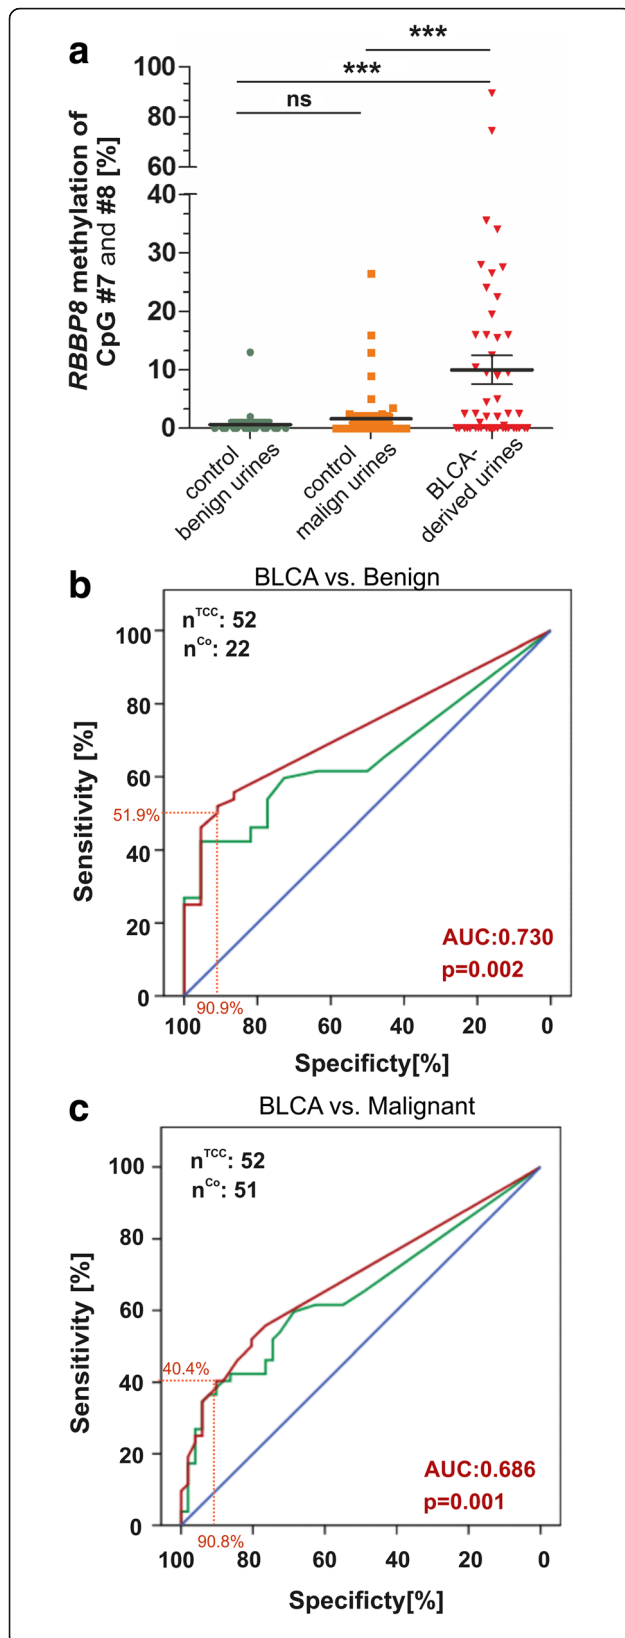 a
***
***
ns
RBBP8 methylation of
CpG #7 and #8 [%]
100
80
60
40
30
20
10
0
control
benign urines
control
malign urines
BLCA-
derived urines
b
BLCA vs. Benign
nTCC: 52
nCo: 22
Sensitivity [%]
100
80
60
51.9%
40
20
0
AUC:0.730
p=0.002
90.9%
100 80 60 40 20 0
Specificty[%]
c
BLCA vs. Malignant
nTCC: 52
nCo: 51
Sensitivity [%]
100
80
60
40.4%
40
20
0
AUC:0.686
p=0.001
90.8%
100 80 60 40 20 0
Specificty[%]